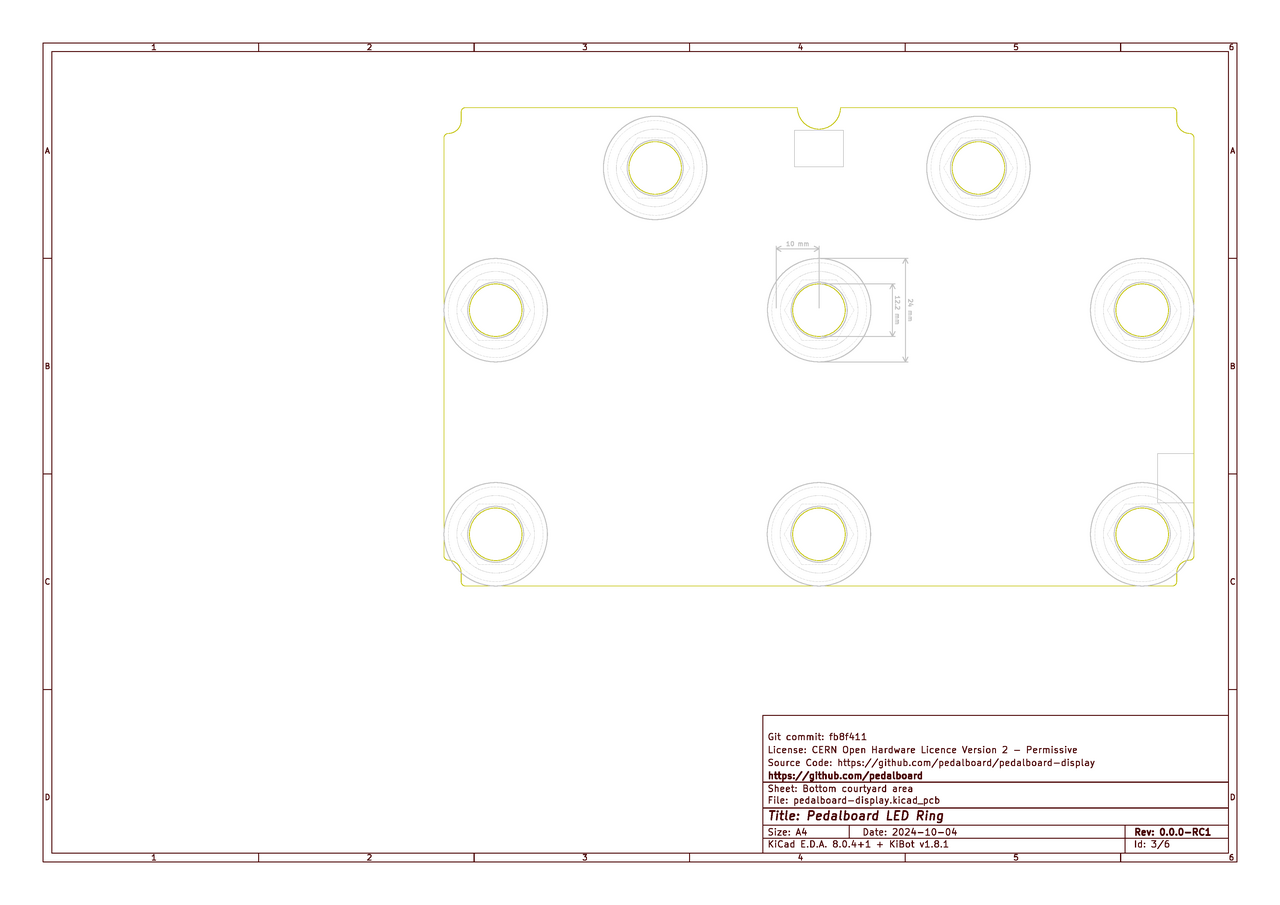 1 2 3 4 5 6
A A
10 mm
12.2 mm
24 mm
B B
C C
Git commit: fb8f411
License: CERN Open Hardware Licence Version 2 - Permissive
Source Code: https://github.com/pedalboard/pedalboard-display
https://github.com/pedalboard
Sheet: Bottom courtyard area
D D
File: pedalboard-display.kicad_pcb
Title: Pedalboard LED Ring
Size: A4 Date: 2024-10-04 Rev: 0.0.0-RC1
KiCad E.D.A. 8.0.4+1 + KiBot v1.8.1 Id: 3/6
1 2 3 4 5 6